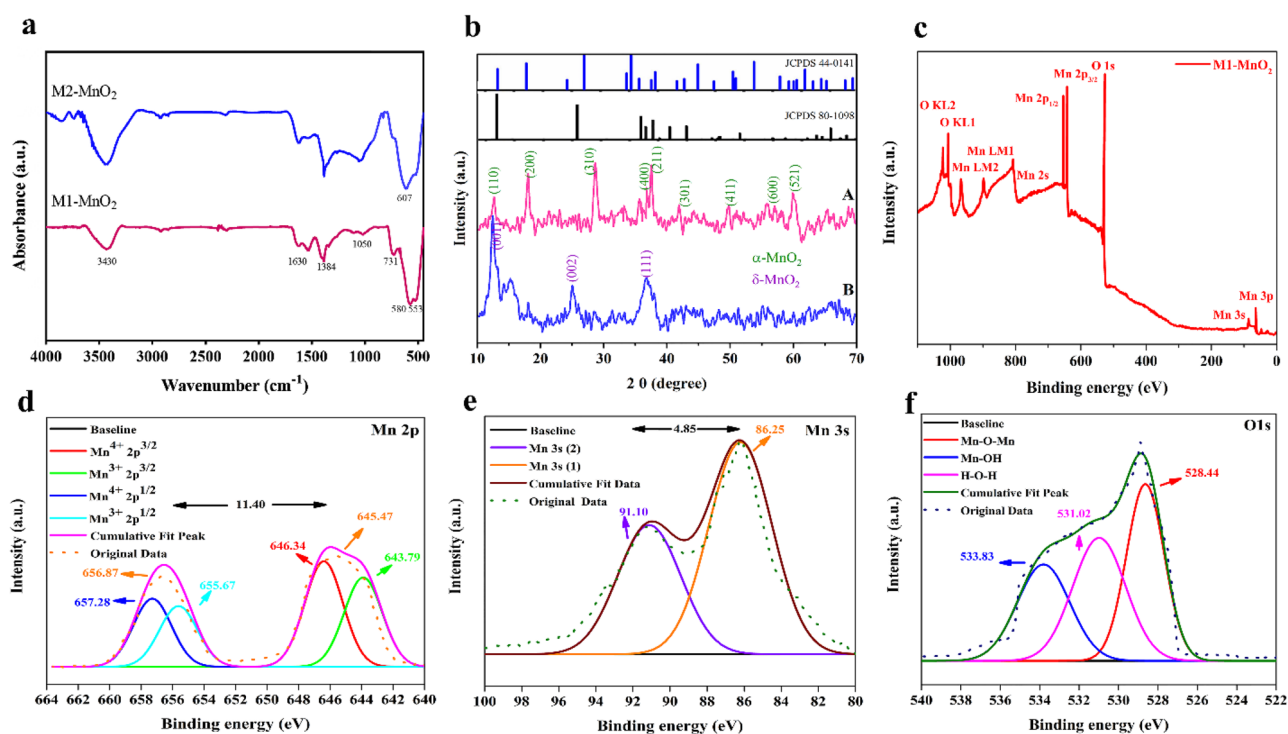 a
M2-MnO2
M1-MnO2
607
3430
1630
1384
1050
731
580
553
Absorbance (a.u.)
4000 3500 3000 2500 2000 1500 1000 500
Wavenumber (cm-1)
b
JCPDS 44-0141
JCPDS 80-1098
(110)
(200)
(310)
(400)
(211)
(301)
(411)
(600)
(521)
A
(001)
(002)
(111)
α-MnO2
δ-MnO2
B
Intensity (a.u.)
10 20 30 40 50 60 70
2 θ (degree)
c
M1-MnO2
O KL2
O KL1
Mn LM2
Mn LM1
Mn 2s
Mn 2p1/2
Mn 2p3/2
O 1s
Mn 3s
Mn 3p
Intensity (a.u.)
1000 800 600 400 200 0
Binding energy (eV)
d
Mn 2p
Baseline
Mn4+ 2p3/2
Mn3+ 2p3/2
Mn4+ 2p1/2
Mn3+ 2p1/2
Cumulative Fit Peak
Original Data
11.40
645.47
646.34
643.79
656.87
657.28
655.67
Intensity (a.u.)
664 660 656 652 648 644 640
Binding energy (eV)
e
Mn 3s
Baseline
Mn 3s (2)
Mn 3s (1)
Cumulative Fit Data
Original Data
4.85
86.25
91.10
Intensity (a.u.)
100 98 96 94 92 90 88 86 84 82 80
Binding energy (eV)
f
O1s
Baseline
Mn-O-Mn
Mn-OH
H-O-H
Cumulative Fit Peak
Original Data
528.44
531.02
533.83
Intensity (a.u.)
540 538 536 534 532 530 528 526 524 522
Binding energy (eV)